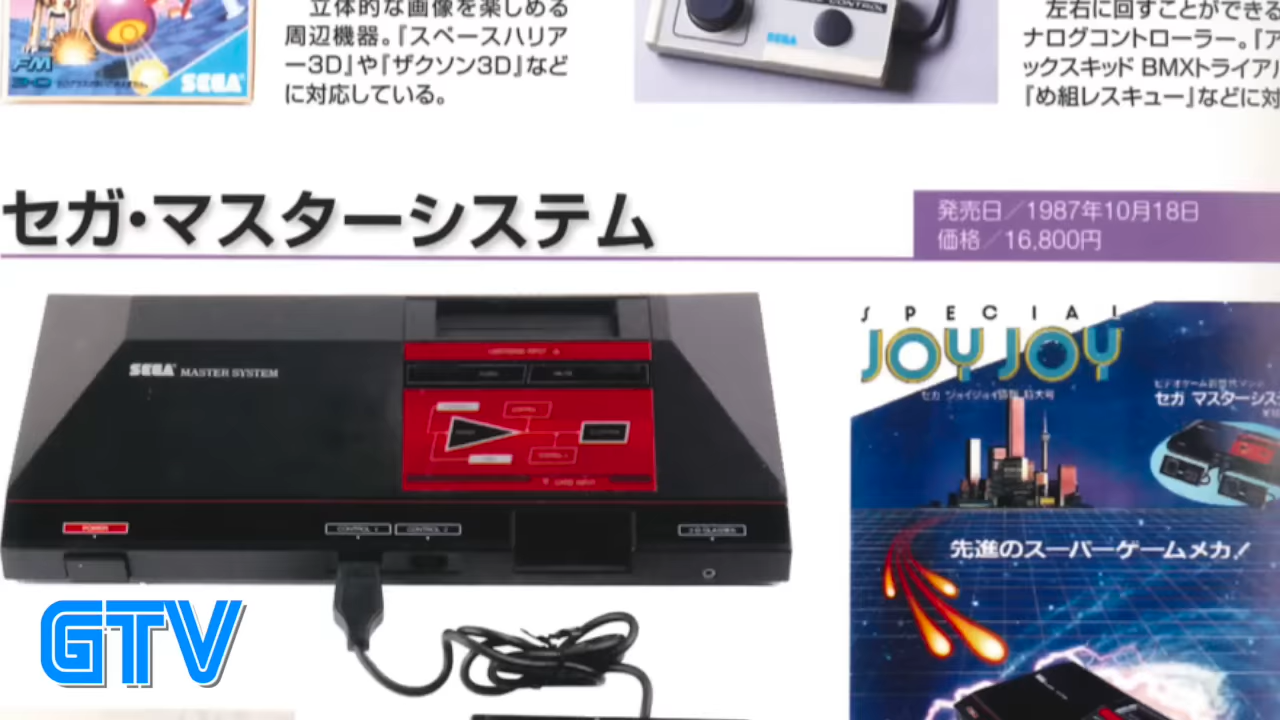 立体的な画像を楽しめる
周辺機器。『スペースハリア
ー3D』や『ザクソン3D』など
に対応している。
FM
SEGA
SEGA
左右に回すことができる
ナログコントローラー。『ア
ックスキッド BMXトライアル
『め組レスキュー』などに対
セガ・マスターシステム
発売日／1987年10月18日
価格／16,800円
SEGA MASTER SYSTEM
POWER
CONTROL 1
CONTROL 2
3-D GLASSES
SPECIAL
JOY JOY
セガ マスターシス
先進のスーパーゲームメカ!
GTV